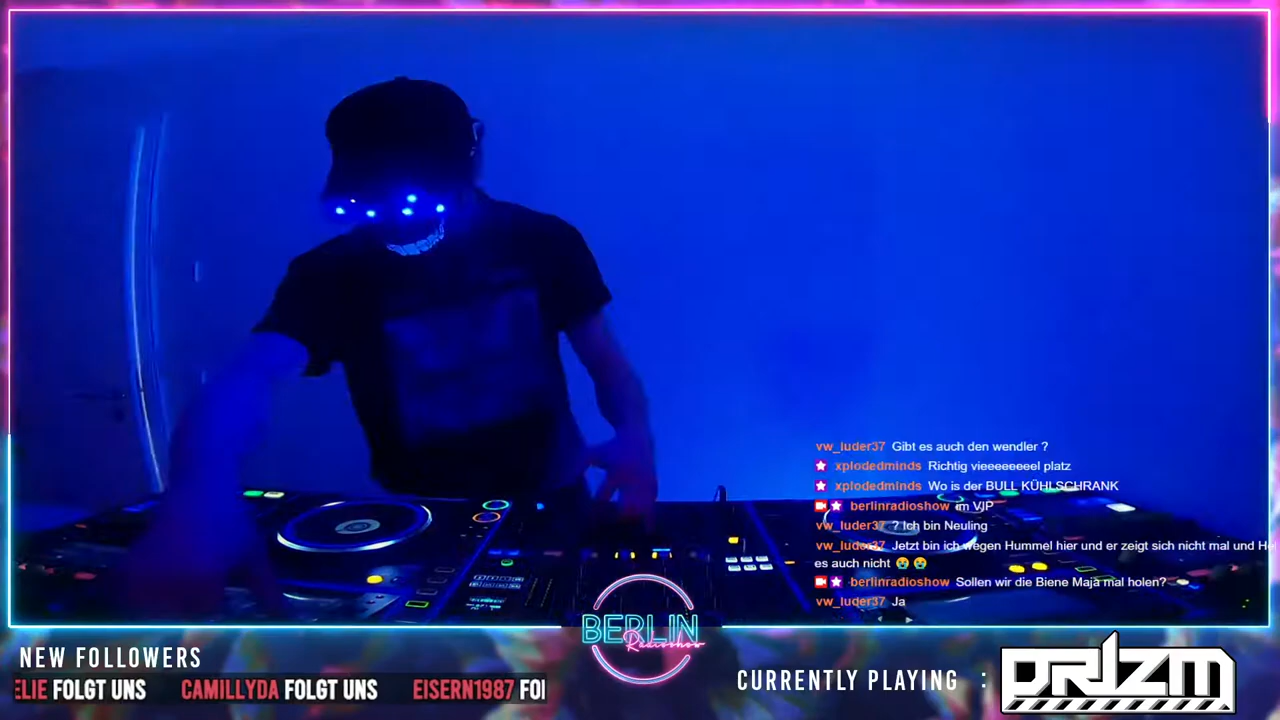 vw_luder37 Gibt es auch den wendler ?
xplodedminds Richtig vieeeeeeeel platz
xplodedminds Wo is der BULL KÜHLSCHRANK
berlinradioshow im VIP
vw_luder37 ? Ich bin Neuling
vw_luder37 Jetzt bin ich wegen Hummel hier und er zeigt sich nicht mal und
es auch nicht 😭 😭
berlinradioshow Sollen wir die Biene Maja mal holen?
vw_luder37 Ja
BERLIN
Radioshow
NEW FOLLOWERS
ELIE FOLGT UNS CAMILLYDA FOLGT UNS EISERN1987
CURRENTLY PLAYING :
PRIZM